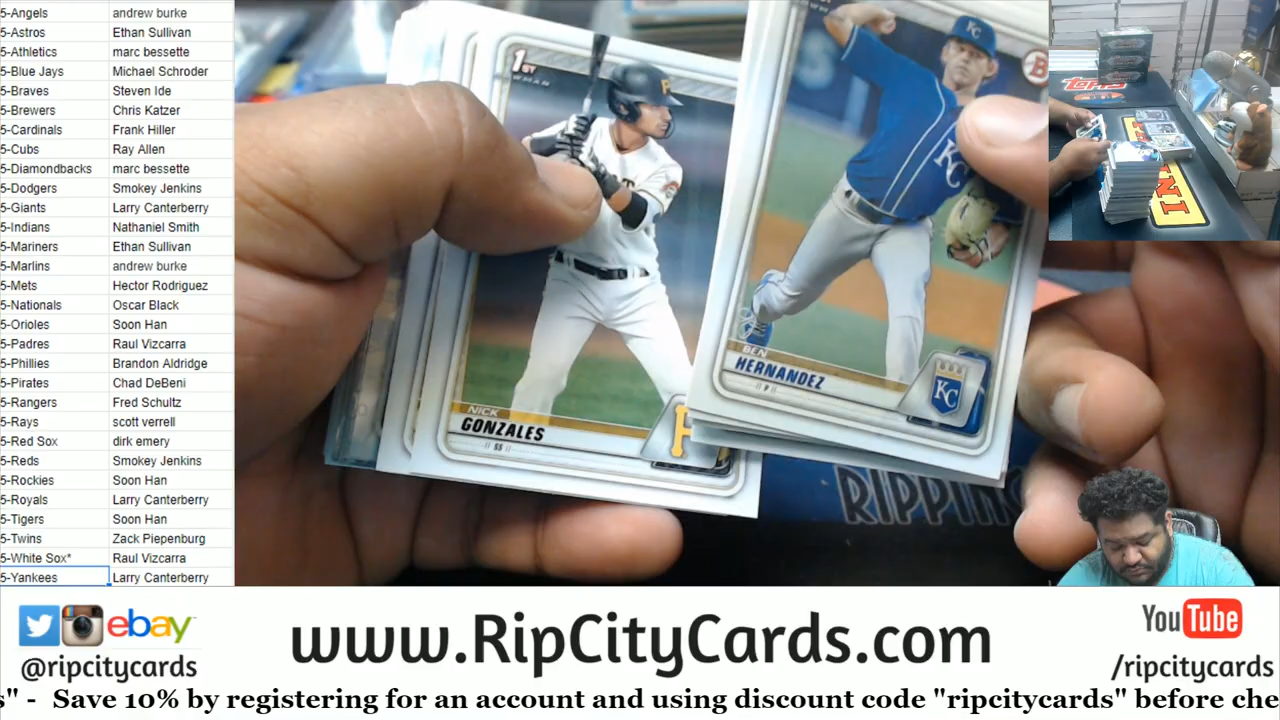 5-Angels andrew burke
5-Astros Ethan Sullivan
5-Athletics marc bessette
5-Blue Jays Michael Schroder
5-Braves Steven Ide
5-Brewers Chris Katzer
5-Cardinals Frank Hiller
5-Cubs Ray Allen
5-Diamondbacks marc bessette
5-Dodgers Smokey Jenkins
5-Giants Larry Canterberry
5-Indians Nathaniel Smith
5-Mariners Ethan Sullivan
5-Marlins andrew burke
5-Mets Hector Rodriguez
5-Nationals Oscar Black
5-Orioles Soon Han
5-Padres Raul Vizcarra
5-Phillies Brandon Aldridge
5-Pirates Chad DeBeni
5-Rangers Fred Schultz
5-Rays scott verrell
5-Red Sox dirk emery
5-Reds Smokey Jenkins
5-Rockies Soon Han
5-Royals Larry Canterberry
5-Tigers Soon Han
5-Twins Zack Piepenburg
5-White Sox* Raul Vizcarra
5-Yankees Larry Canterberry
1ST
P
NICK
GONZALES
SS
P
KC
KC
B
BEN
HERNANDEZ
P
KC
RIPPIN
Topps
INI
ebay
@ripcitycards
www.RipCityCards.com
YouTube
/ripcitycards
s" - Save 10% by registering for an account and using discount code "ripcitycards" before che